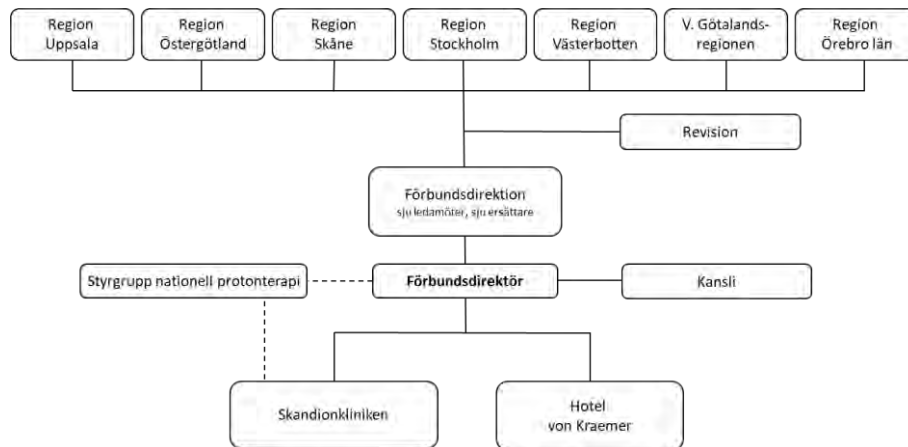 Region
Uppsala
Region
Östergötland
Region
Skåne
Region
Stockholm
Region
Västerbotten
V. Götalands-
regionen
Region
Örebro län
Revision
Förbundsdirektion
sju ledamöter, sju ersättare
Styrgrupp nationell protonterapi
Förbundsdirektör
Kansli
Skandionkliniken
Hotel
von Kraemer